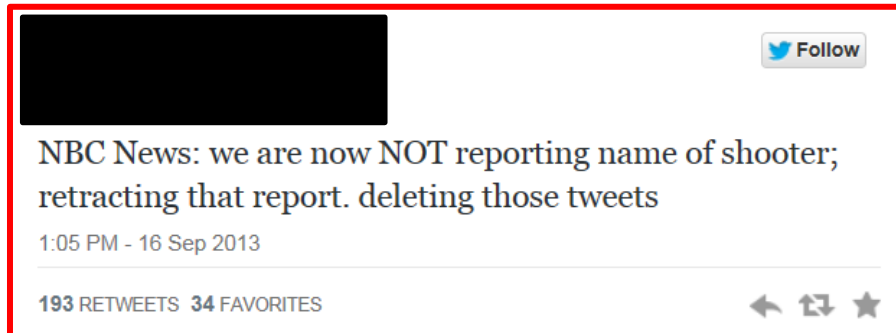 Follow
NBC News: we are now NOT reporting name of shooter;
retracting that report. deleting those tweets
1:05 PM - 16 Sep 2013
193 RETWEETS 34 FAVORITES